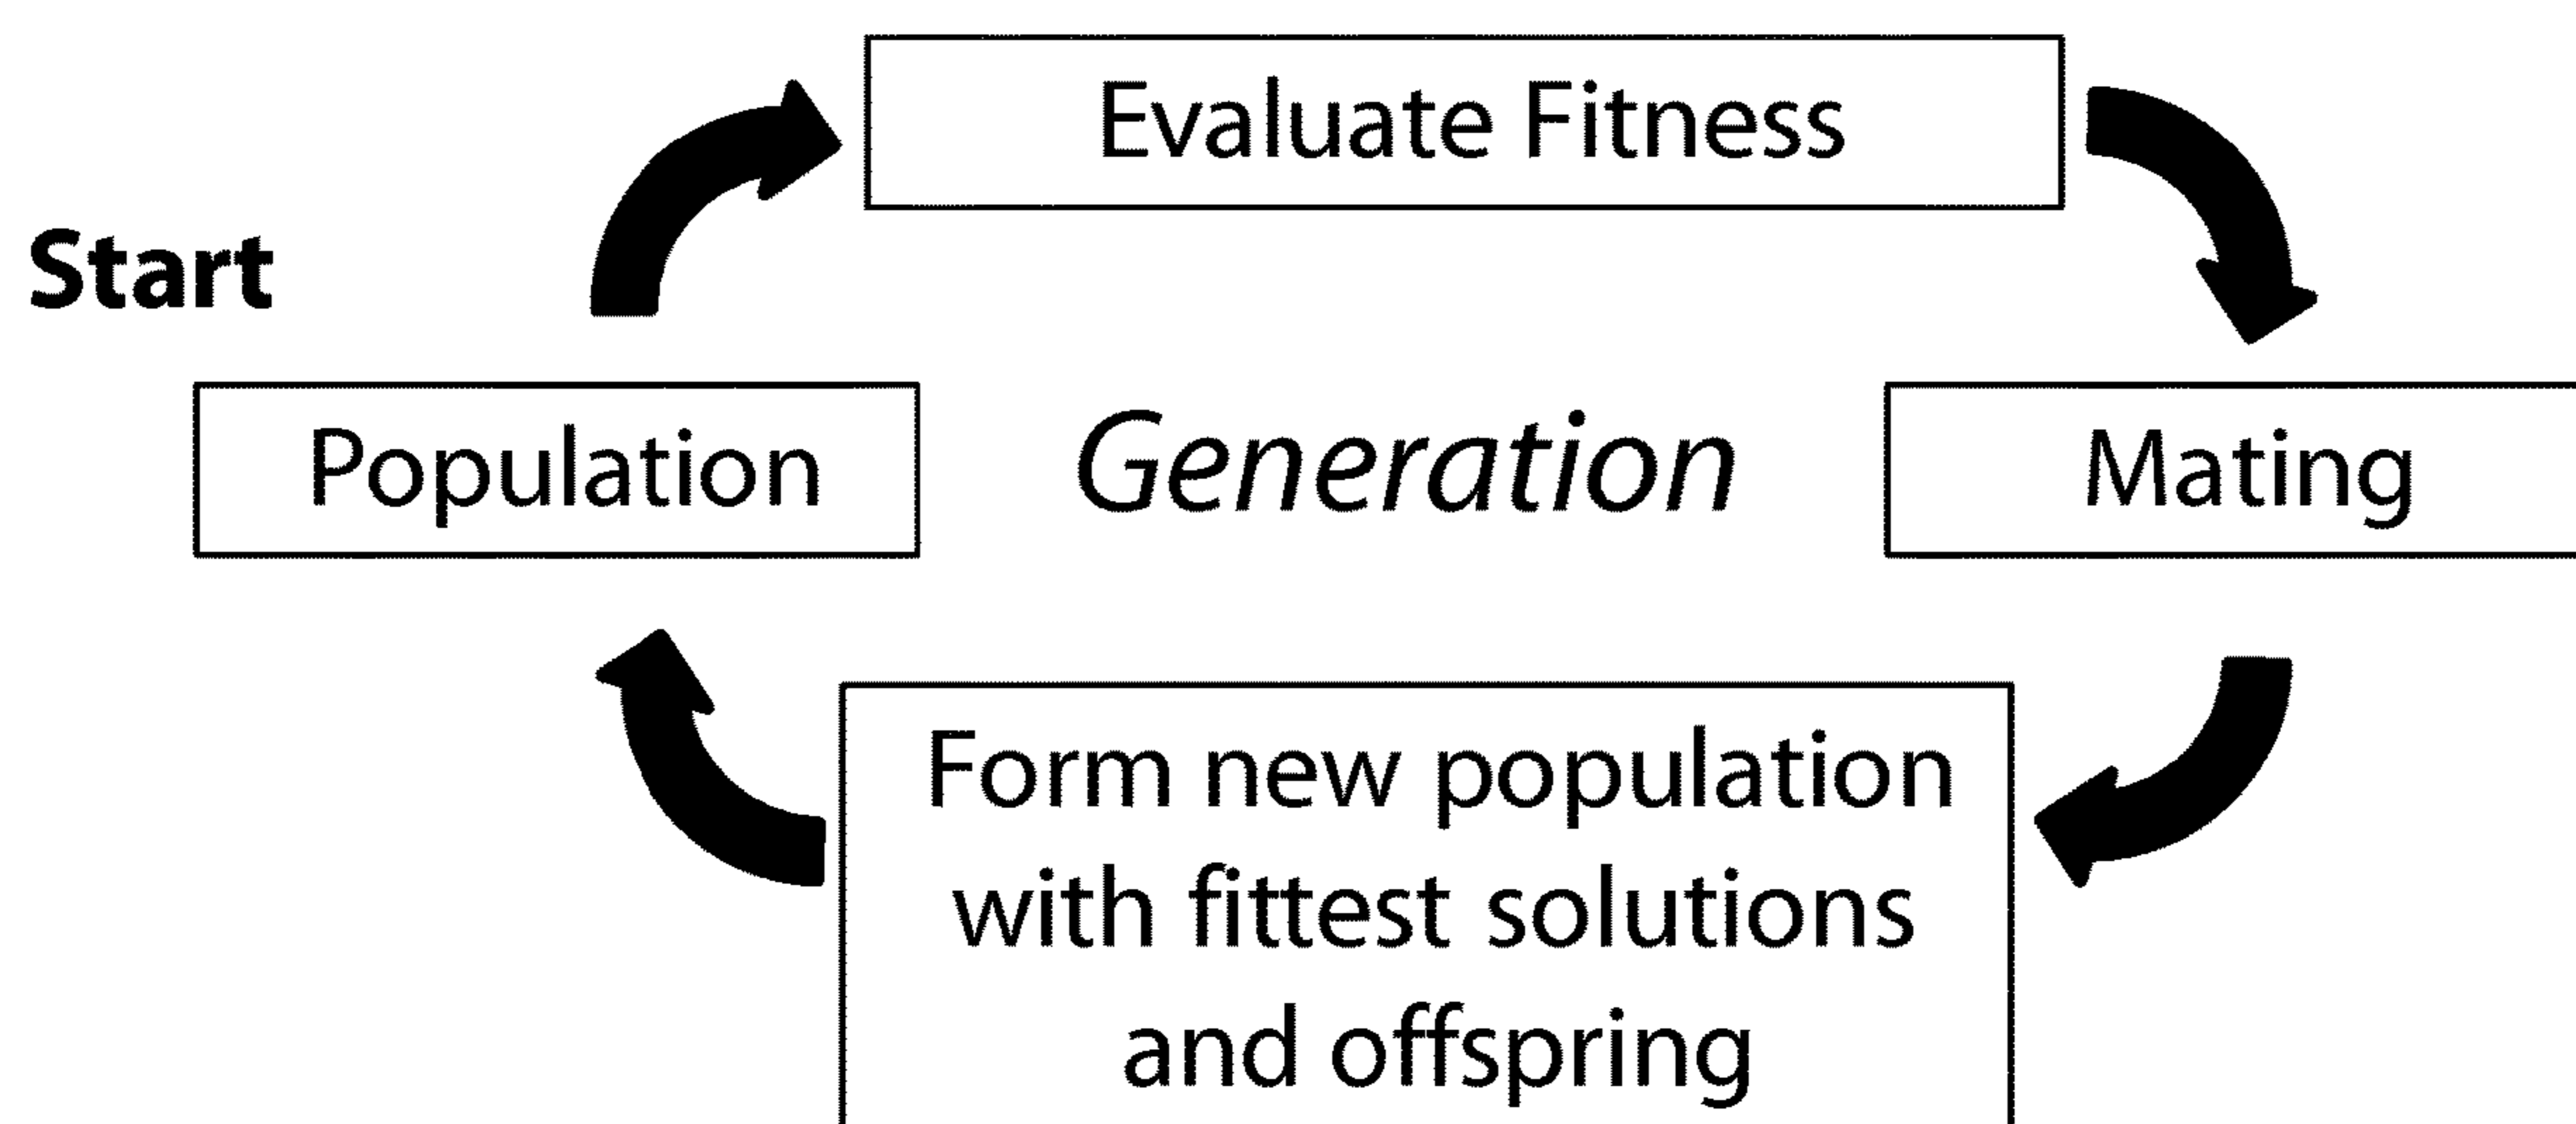 Evaluate Fitness
Start
Population
Generation
Mating
Form new population
with fittest solutions
and offspring